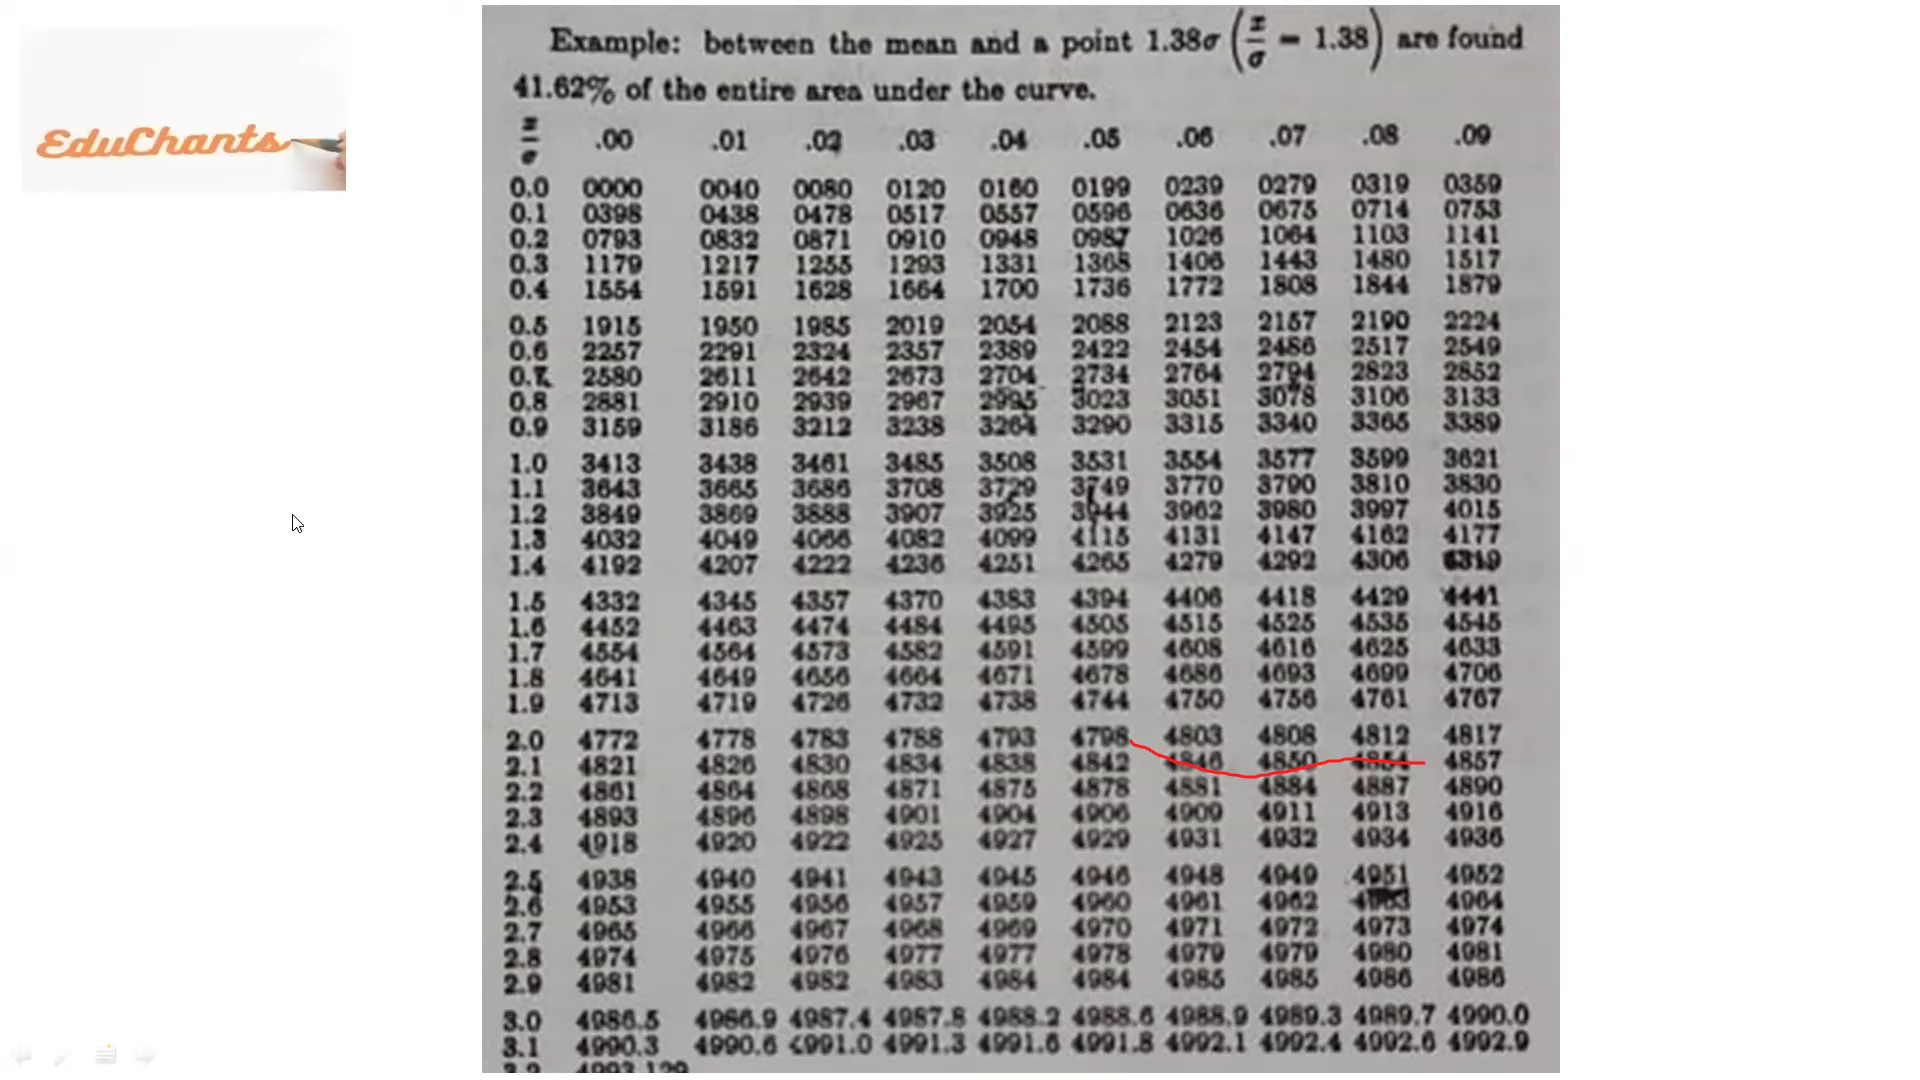 EduChants
Example: between the mean and a point 1.38σ (x/σ = 1.38) are found
41.62% of the entire area under the curve.
x/σ .00 .01 .02 .03 .04 .05 .06 .07 .08 .09
0.0 0000 0040 0080 0120 0160 0199 0239 0279 0319 0359
0.1 0398 0438 0478 0517 0557 0596 0636 0675 0714 0753
0.2 0793 0832 0871 0910 0948 0987 1026 1064 1103 1141
0.3 1179 1217 1255 1293 1331 1368 1406 1443 1480 1517
0.4 1554 1591 1628 1664 1700 1736 1772 1808 1844 1879
0.5 1915 1950 1985 2019 2054 2088 2123 2157 2190 2224
0.6 2257 2291 2324 2357 2389 2422 2454 2486 2517 2549
0.7 2580 2611 2642 2673 2704 2734 2764 2794 2823 2852
0.8 2881 2910 2939 2967 2995 3023 3051 3078 3106 3133
0.9 3159 3186 3212 3238 3264 3290 3315 3340 3365 3389
1.0 3413 3438 3461 3485 3508 3531 3554 3577 3599 3621
1.1 3643 3665 3686 3708 3729 3749 3770 3790 3810 3830
1.2 3849 3869 3888 3907 3925 3944 3962 3980 3997 4015
1.3 4032 4049 4066 4082 4099 4115 4131 4147 4162 4177
1.4 4192 4207 4222 4236 4251 4265 4279 4292 4306
1.5 4332 4345 4357 4370 4383 4394 4406 4418 4429 4441
1.6 4452 4463 4474 4484 4495 4505 4515 4525 4535 4545
1.7 4554 4564 4573 4582 4591 4599 4608 4616 4625 4633
1.8 4641 4649 4656 4664 4671 4678 4686 4693 4699 4706
1.9 4713 4719 4726 4732 4738 4744 4750 4756 4761 4767
2.0 4772 4778 4783 4788 4793 4798 4803 4808 4812 4817
2.1 4821 4826 4830 4834 4838 4842 4846 4850 4854 4857
2.2 4861 4864 4868 4871 4875 4878 4881 4884 4887 4890
2.3 4893 4896 4898 4901 4904 4906 4909 4911 4913 4916
2.4 4918 4920 4922 4925 4927 4929 4931 4932 4934 4936
2.5 4938 4940 4941 4943 4945 4946 4948 4949 4951 4952
2.6 4953 4955 4956 4957 4959 4960 4961 4962 4963 4964
2.7 4965 4966 4967 4968 4969 4970 4971 4972 4973 4974
2.8 4974 4975 4976 4977 4977 4978 4979 4979 4980 4981
2.9 4981 4982 4982 4983 4984 4984 4985 4985 4986 4986
3.0 4986.5 4986.9 4987.4 4987.8 4988.2 4988.6 4988.9 4989.3 4989.7 4990.0
3.1 4990.3 4990.6 4991.0 4991.3 4991.6 4991.8 4992.1 4992.4 4992.6 4992.9
3.2 4993.129